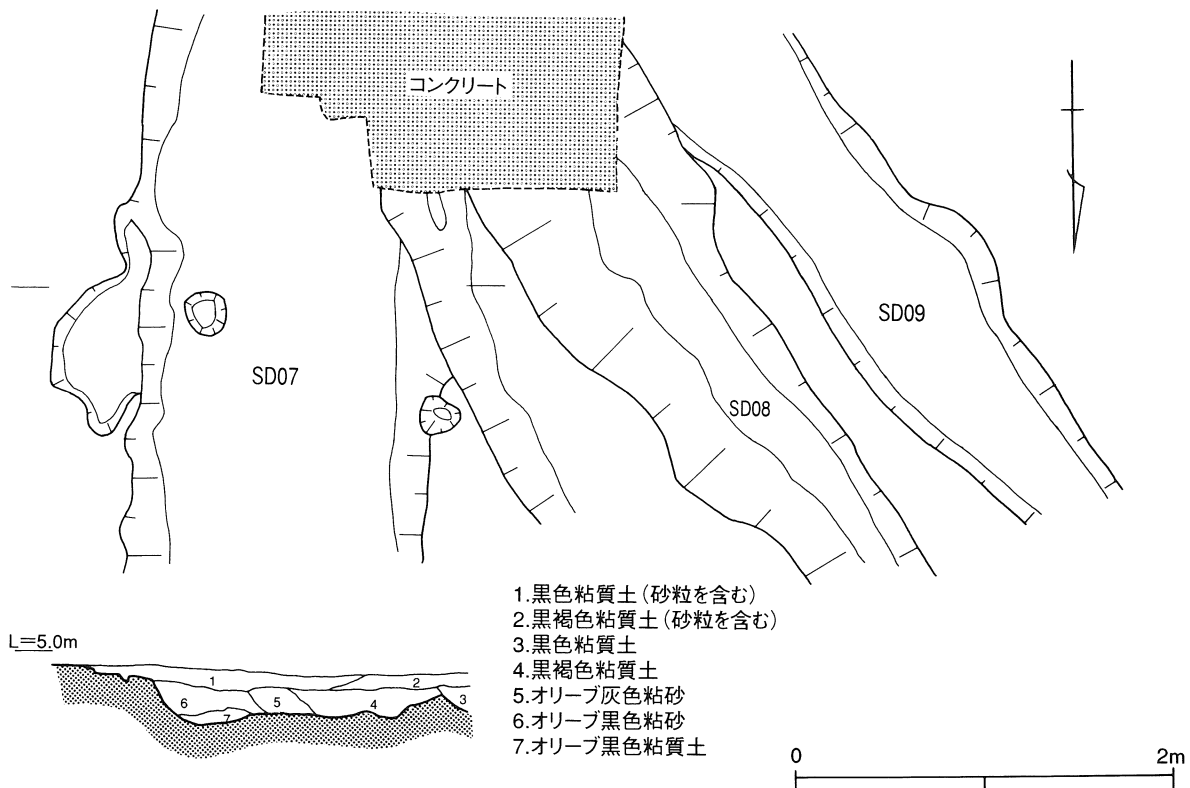 コンクリート
SD09
SD07
SD08
1.黒色粘質土（砂粒を含む）
2.黒褐色粘質土（砂粒を含む）
3.黒色粘質土
4.黒褐色粘質土
5.オリーブ灰色粘砂
6.オリーブ黒色粘砂
7.オリーブ黒色粘質土
L＝5.0m
1
2
3
4
5
6
7
0
2m